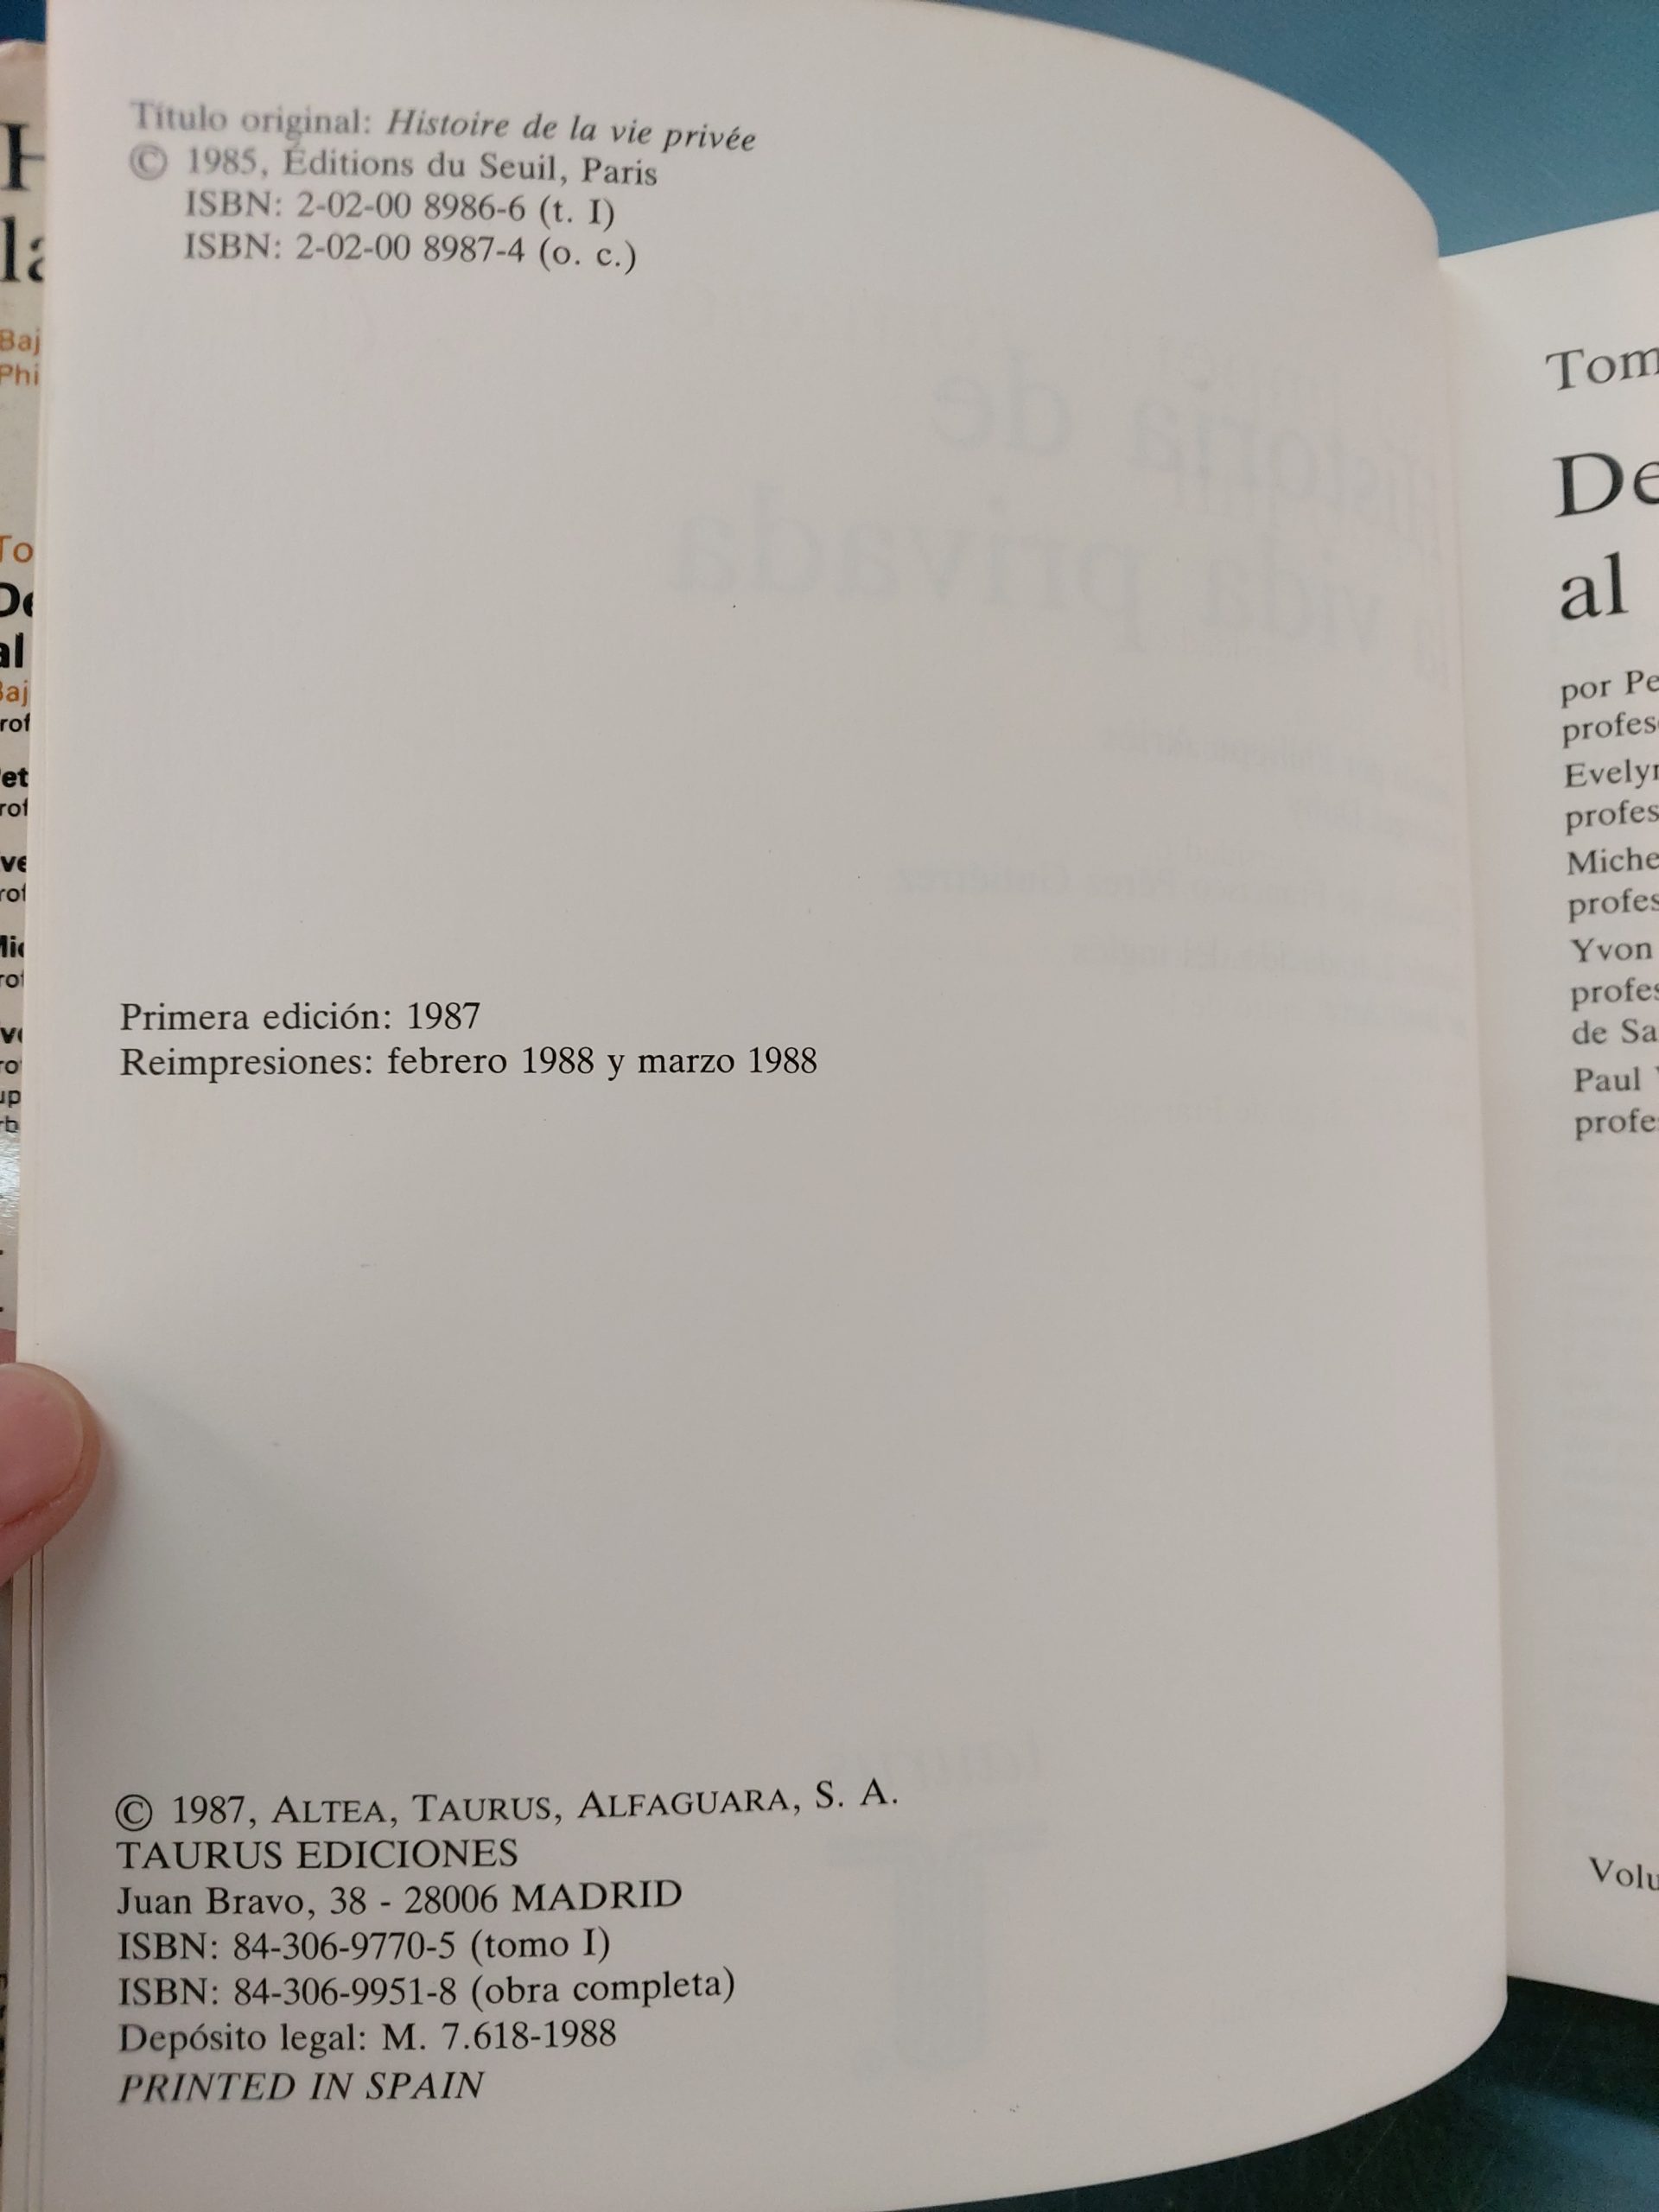 Título original: Histoire de la vie privée
© 1985, Éditions du Seuil, Paris
ISBN: 2-02-00 8986-6 (t. I)
ISBN: 2-02-00 8987-4 (o. c.)
Primera edición: 1987
Reimpresiones: febrero 1988 y marzo 1988
© 1987, ALTEA, TAURUS, ALFAGUARA, S. A.
TAURUS EDICIONES
Juan Bravo, 38 - 28006 MADRID
ISBN: 84-306-9770-5 (tomo I)
ISBN: 84-306-9951-8 (obra completa)
Depósito legal: M. 7.618-1988
PRINTED IN SPAIN
Tom
De
al
por Pe
profes
Evelyn
profes
Miche
profes
Yvon
profes
de Sa
Paul
profe
Volu